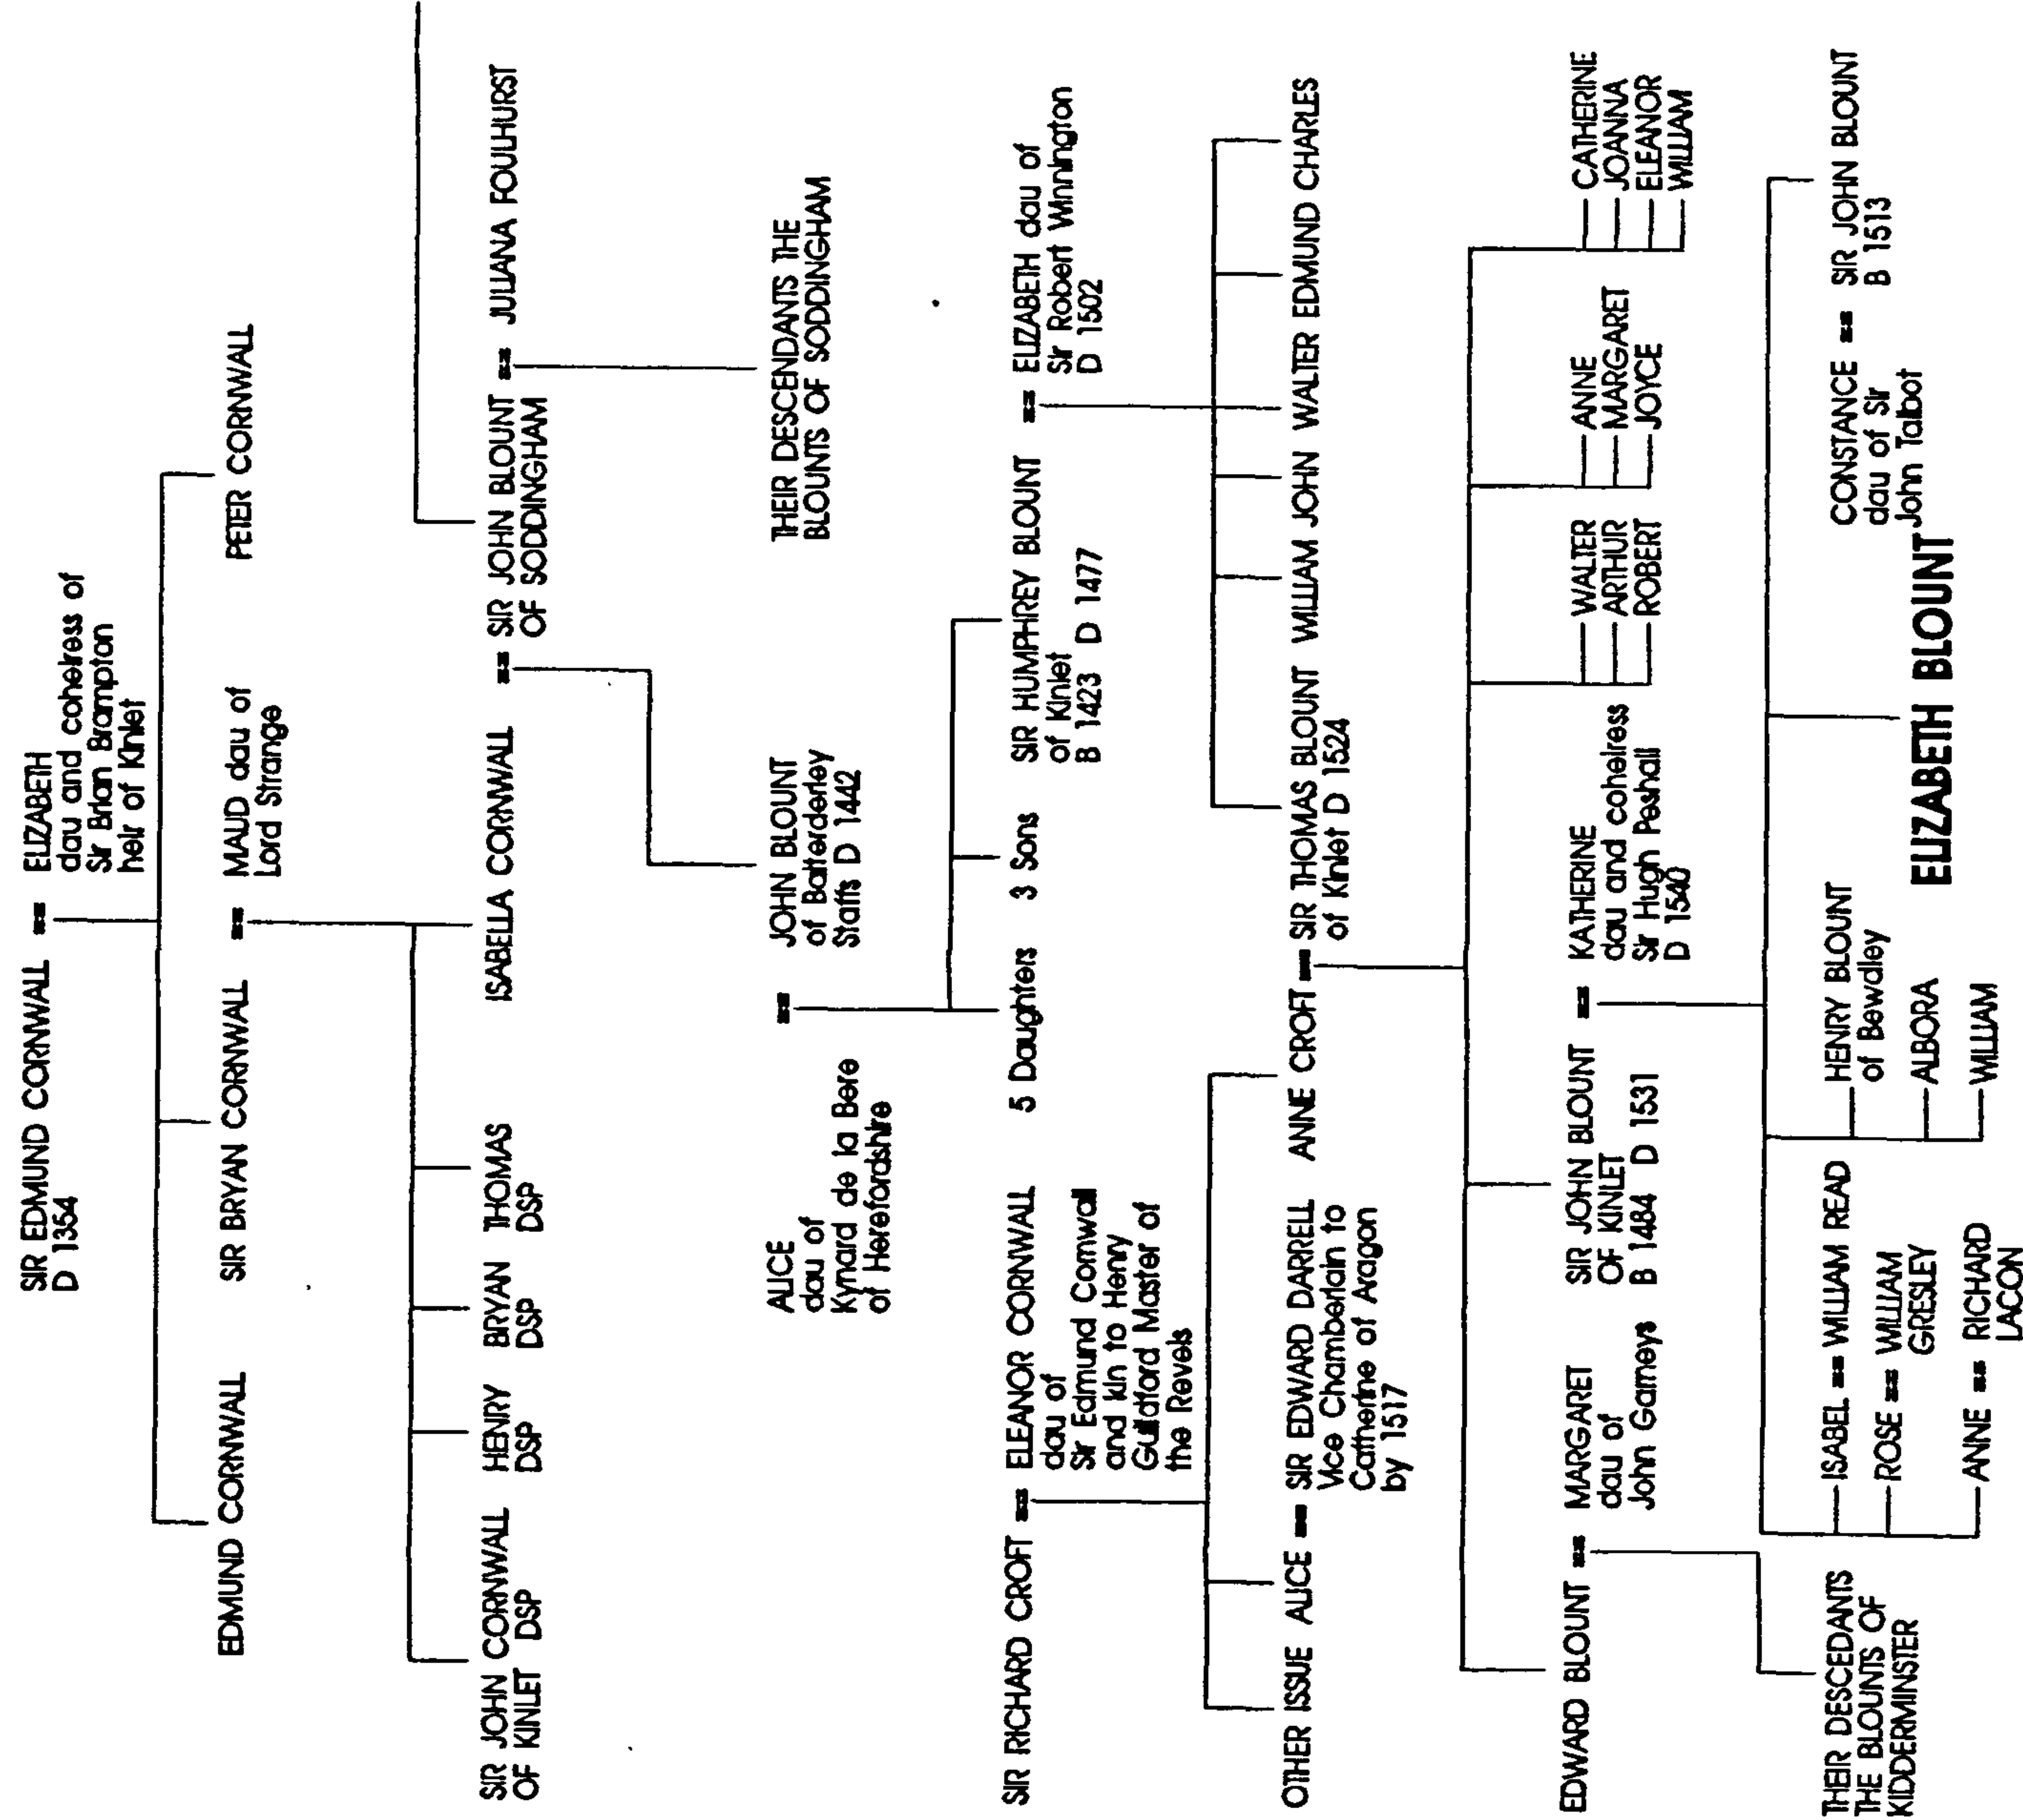 SIR EDMUND CORNWALL == ELIZABETH
D 1354
dau and coheiress of
Sir Brian Brampton
heir of Kinlet
EDMUND CORNWALL
SIR BRYAN CORNWALL == MAUD dau of
Lord Strange
PETER CORNWALL
SIR JOHN CORNWALL
OF KINLET DSP
HENRY
DSP
BRYAN
DSP
THOMAS
DSP
ISABELLA CORNWALL == SIR JOHN BLOUNT == JULIANA FOULHURST
OF SODDINGHAM
ALICE
dau of
Kynard de la Bere
of Herefordshire
==
JOHN BLOUNT
of Batterderley
Staffs D 1442
THEIR DESCENDANTS THE
BLOUNTS OF SODDINGHAM
SIR RICHARD CROFT == ELEANOR CORNWALL
dau of
Sir Edmund Cornwall
and kin to Henry
Guildford Master of
the Revels
5 Daughters
3 Sons
SIR HUMPHREY BLOUNT == ELIZABETH dau of
of Kinlet
B 1423 D 1477
Sir Robert Winnington
D 1502
OTHER ISSUE
ALICE == SIR EDWARD DARRELL
Vice Chamberlain to
Catherine of Aragon
by 1517
ANNE CROFT == SIR THOMAS BLOUNT
of Kinlet D 1524
WILLIAM JOHN WALTER EDMUND CHARLES
EDWARD BLOUNT == MARGARET
dau of
John Gameys
SIR JOHN BLOUNT == KATHERINE
OF KINLET
B 1484 D 1531
dau and coheiress
Sir Hugh Peshall
D 1540
WALTER
ARTHUR
ROBERT
ANNE
MARGARET
JOYCE
CATHERINE
JOANNA
ELEANOR
WILLIAM
THEIR DESCEDANTS
THE BLOUNTS OF
KIDDERMINSTER
ISABEL == WILLIAM READ
ROSE == WILLIAM
GRESLEY
ANNE == RICHARD
LACON
HENRY BLOUNT
of Bewdley
ALBORA
WILLIAM
ELIZABETH BLOUNT
CONSTANCE == SIR JOHN BLOUNT
dau of Sir
John Talbot
B 1513